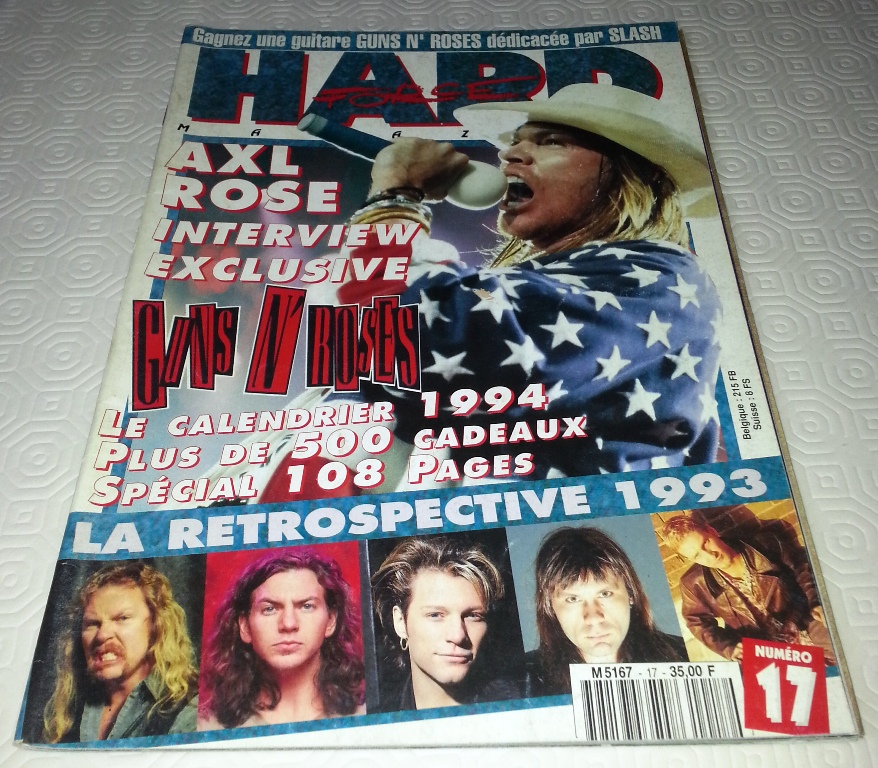 Gagnez une guitare GUNS N' ROSES dédicacée par SLASH
HARD
FORCE
M A A Z
AXL
ROSE
INTERVIEW
EXCLUSIVE
GUNS N' ROSES
LE CALENDRIER 1994
PLUS DE 500 CADEAUX
SPÉCIAL 108 PAGES
Belgique : 215 FB
Suisse : 8 FS
LA RETROSPECTIVE 1993
M 5167 - 17 - 35,00 F
NUMÉRO
17